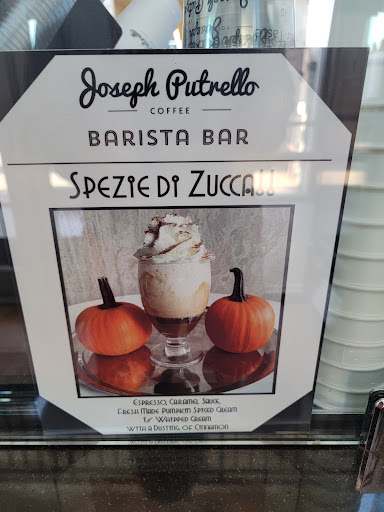 Joseph Putrello
COFFEE
BARISTA BAR
SPEZIE DI ZUCCA
ESPRESSO, CARAMEL SAUCE,
FRESH MADE PUMPKIN SPICED CREAM
& WHIPPED CREAM
WITH A DUSTING OF CINNAMON